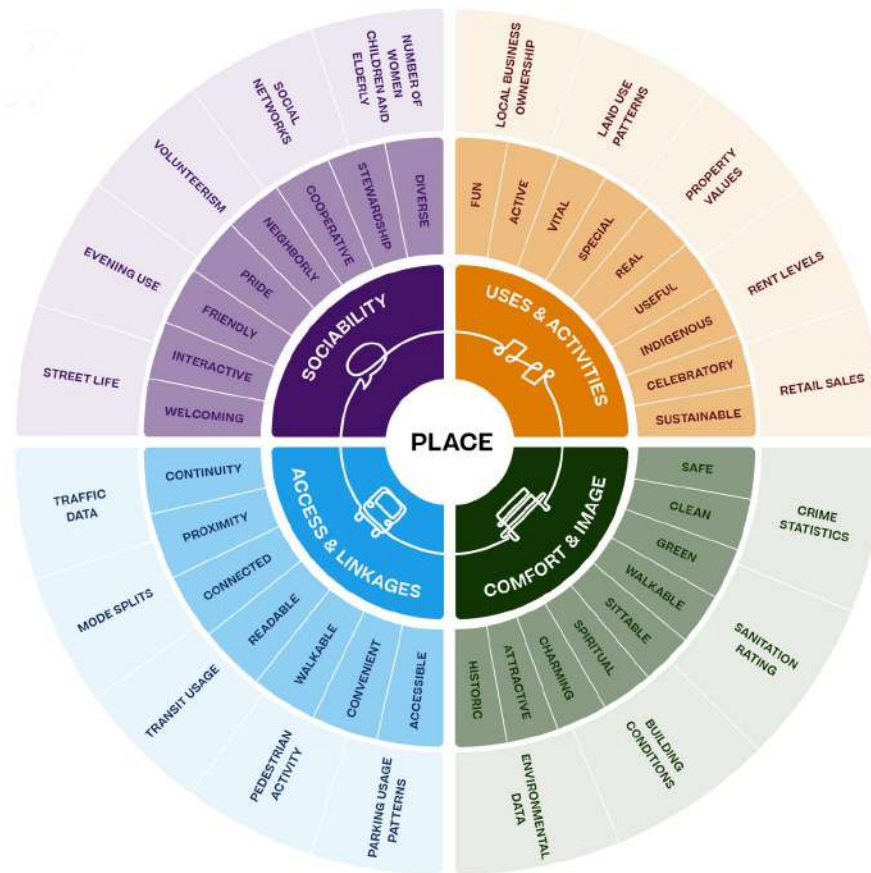 PLACE
SOCIABILITY
USES & ACTIVITIES
ACCESS & LINKAGES
COMFORT & IMAGE
WELCOMING
INTERACTIVE
FRIENDLY
PRIDE
NEIGHBORLY
COOPERATIVE
STEWARDSHIP
DIVERSE
STREET LIFE
EVENING USE
VOLUNTEERISM
SOCIAL
NETWORKS
NUMBER OF
WOMEN
CHILDREN AND
ELDERLY
FUN
ACTIVE
VITAL
SPECIAL
REAL
USEFUL
INDIGENOUS
CELEBRATORY
SUSTAINABLE
LOCAL BUSINESS
OWNERSHIP
LAND USE
PATTERNS
PROPERTY
VALUES
RENT LEVELS
RETAIL SALES
SAFE
CLEAN
GREEN
WALKABLE
SITTABLE
SPIRITUAL
CHARMING
ATTRACTIVE
HISTORIC
CRIME
STATISTICS
SANITATION
RATING
BUILDING
CONDITIONS
ENVIRONMENTAL
DATA
CONTINUITY
PROXIMITY
CONNECTED
READABLE
WALKABLE
CONVENIENT
ACCESSIBLE
TRAFFIC
DATA
MODE SPLITS
TRANSIT USAGE
PEDESTRIAN
ACTIVITY
PARKING USAGE
PATTERNS